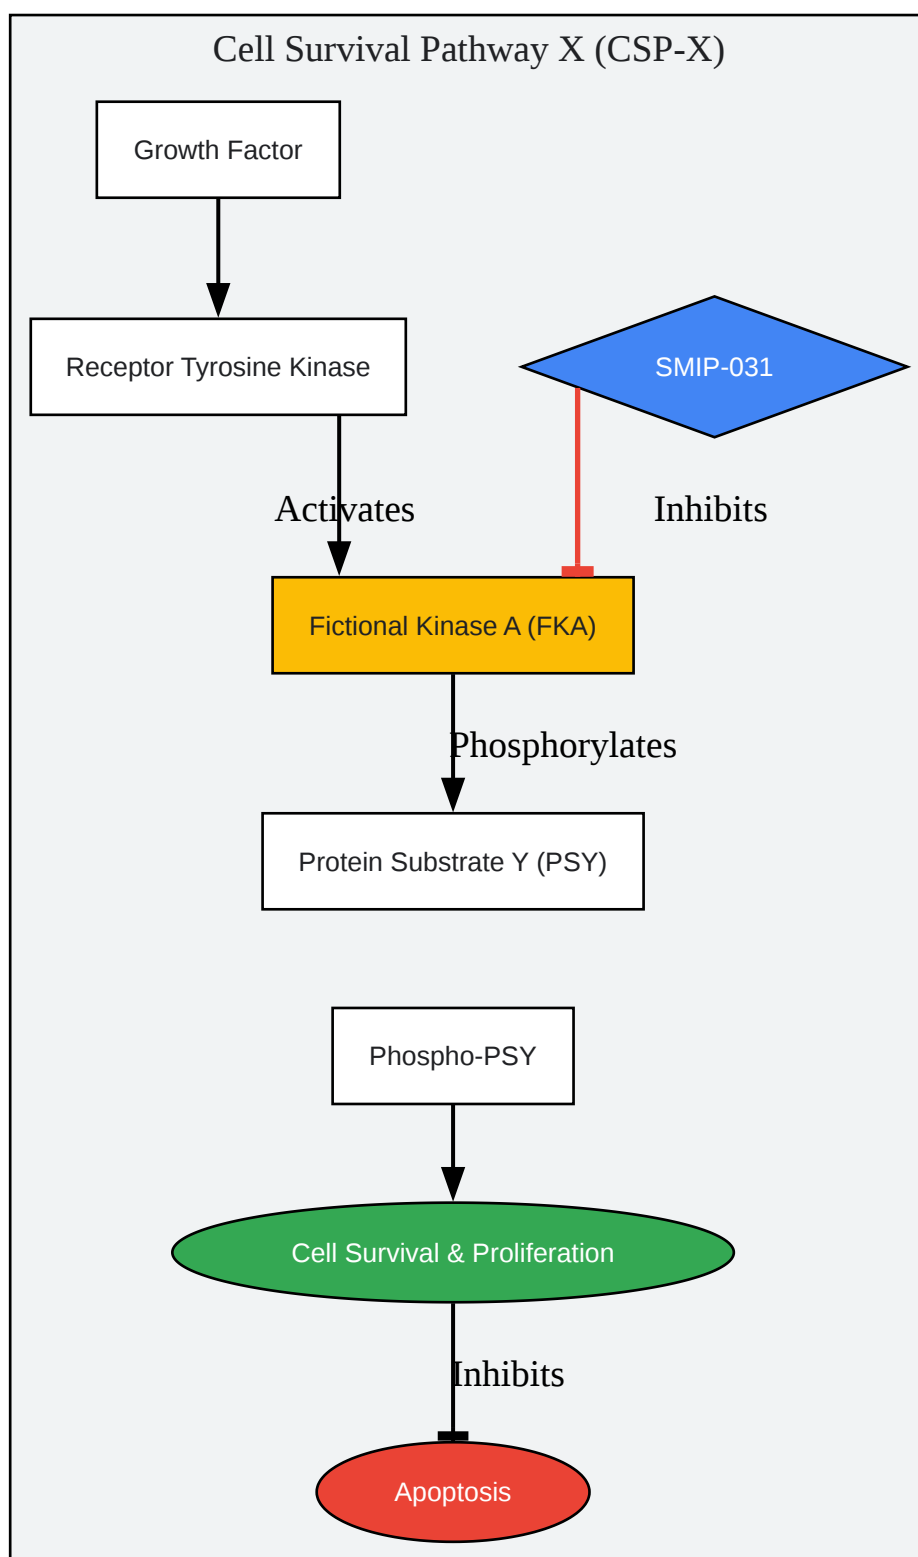 Cell Survival Pathway X (CSP-X)
Growth Factor
Receptor Tyrosine Kinase
SMIP-031
Activates
Inhibits
Fictional Kinase A (FKA)
Phosphorylates
Protein Substrate Y (PSY)
Phospho-PSY
Cell Survival & Proliferation
Inhibits
Apoptosis